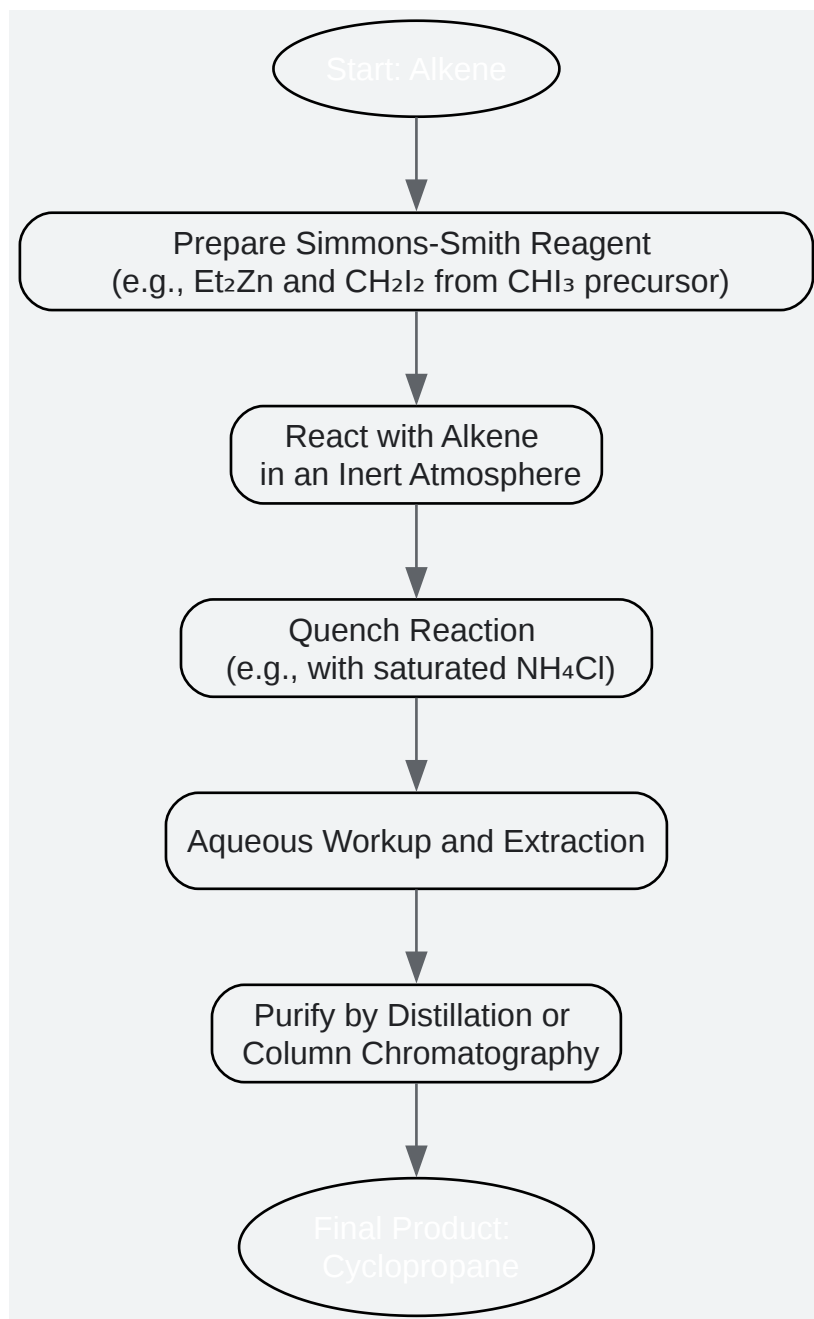 Start: Alkene
Prepare Simmons-Smith Reagent
(e.g., Et₂Zn and CH₂I₂ from CHI₃ precursor)
React with Alkene
in an Inert Atmosphere
Quench Reaction
(e.g., with saturated NH₄Cl)
Aqueous Workup and Extraction
Purify by Distillation or
Column Chromatography
Final Product:
Cyclopropane